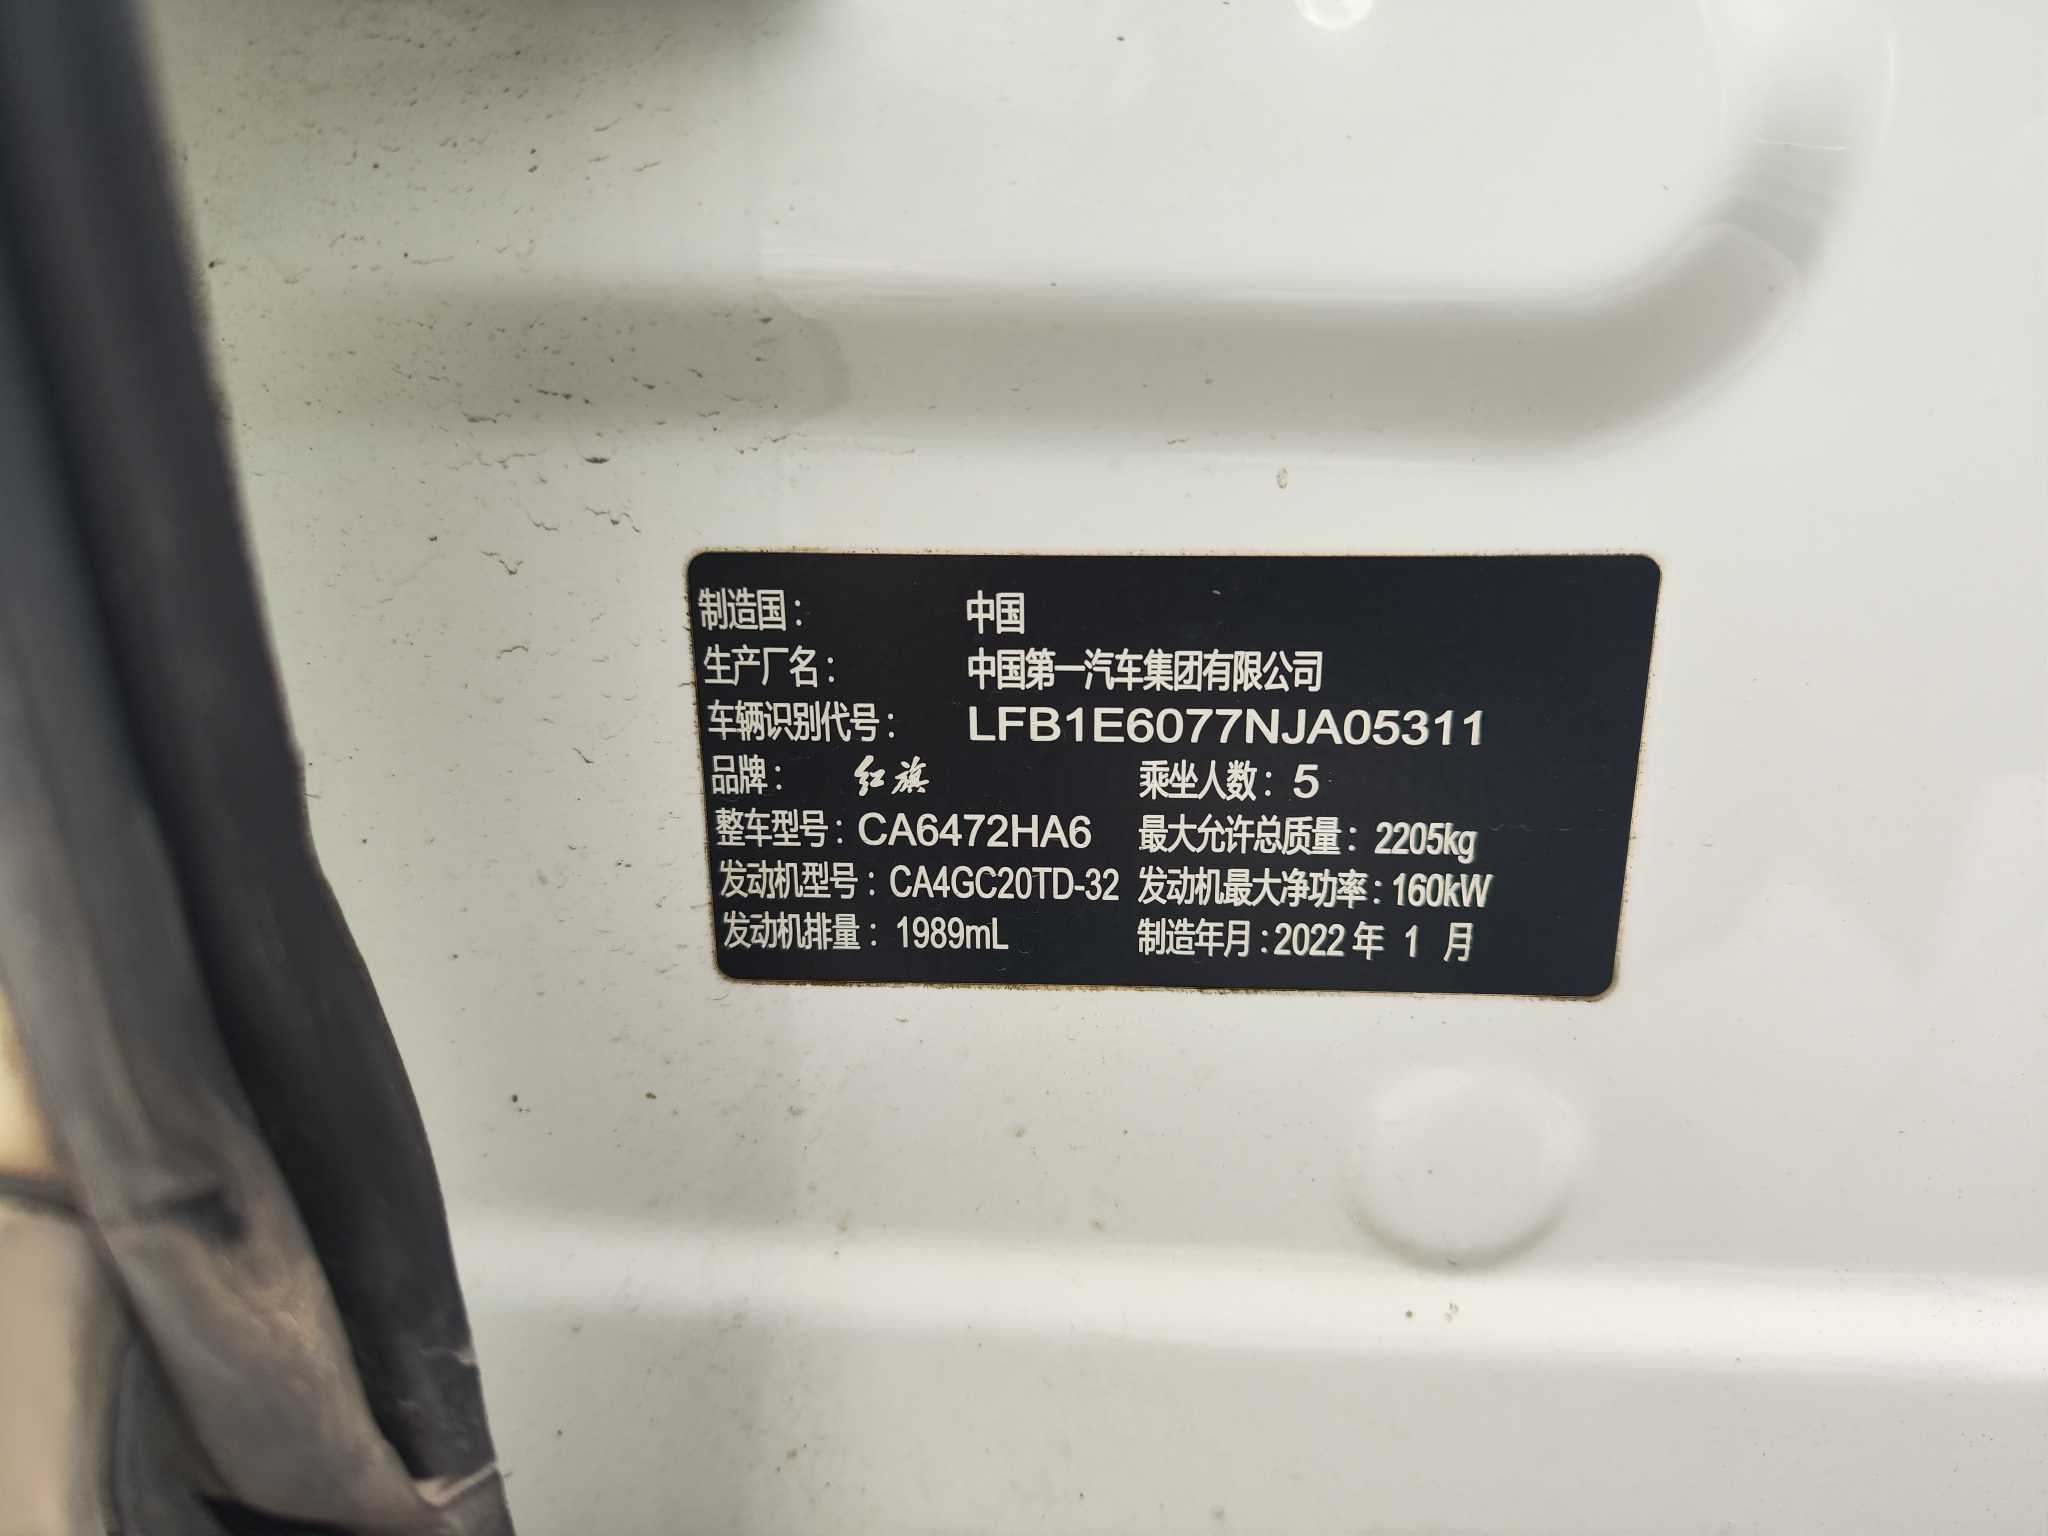 制造国： 中国
生产厂名： 中国第一汽车集团有限公司
车辆识别代号： LFB1E6077NJA05311
品牌： 红旗 乘坐人数：5
整车型号：CA6472HA6 最大允许总质量：2205kg
发动机型号：CA4GC20TD-32 发动机最大净功率：160kW
发动机排量：1989mL 制造年月：2022年 1 月